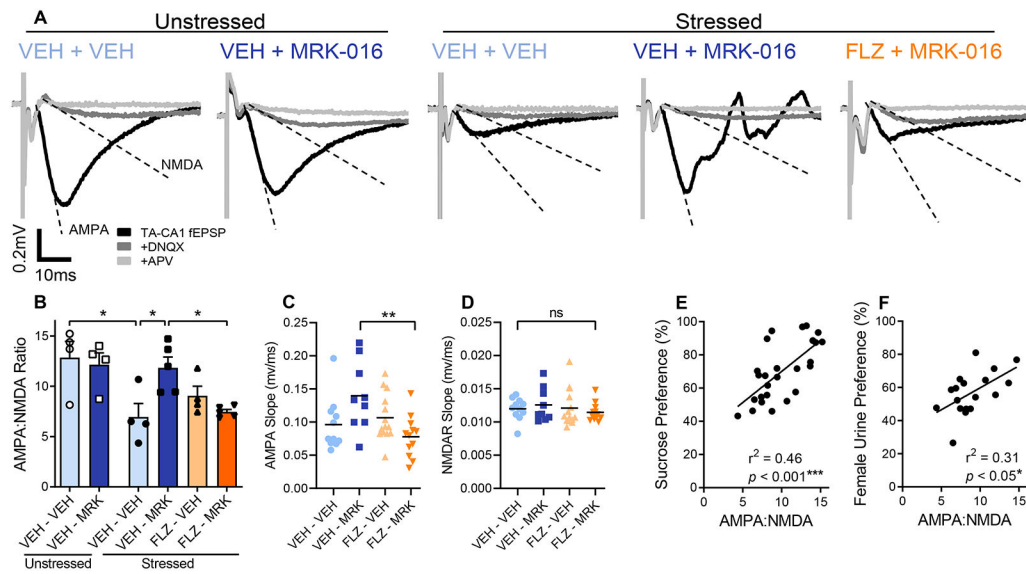 A
Unstressed
Stressed
VEH + VEH
VEH + MRK-016
VEH + VEH
VEH + MRK-016
FLZ + MRK-016
NMDA
AMPA
0.2mV
10ms
TA-CA1 fEPSP
+DNQX
+APV
B
AMPA:NMDA Ratio
15
10
5
0
* * *
VEH - VEH
VEH - MRK
VEH - VEH
VEH - MRK
FLZ - VEH
FLZ - MRK
Unstressed
Stressed
C
AMPA Slope (mv/ms)
0.25
0.20
0.15
0.10
0.05
0.00
**
VEH - VEH
VEH - MRK
FLZ - VEH
FLZ - MRK
D
NMDAR Slope (mv/ms)
0.025
0.020
0.015
0.010
0.005
0.000
ns
VEH - VEH
VEH - MRK
FLZ - VEH
FLZ - MRK
E
Sucrose Preference (%)
100
80
60
40
20
0
r² = 0.46
p < 0.001***
0
5
10
15
AMPA:NMDA
F
Female Urine Preference (%)
100
80
60
40
20
0
r² = 0.31
p < 0.05*
0
5
10
15
AMPA:NMDA